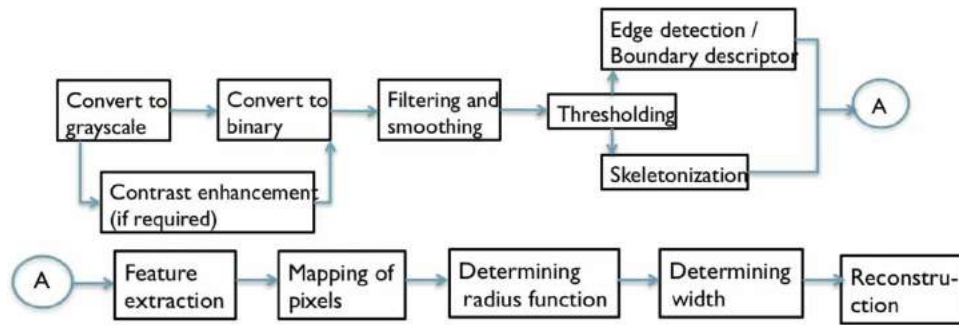 Convert to
grayscale
Convert to
binary
Contrast enhancement
(if required)
Filtering and
smoothing
Thresholding
Edge detection /
Boundary descriptor
Skeletonization
A
A
Feature
extraction
Mapping of
pixels
Determining
radius function
Determining
width
Reconstru-
ction